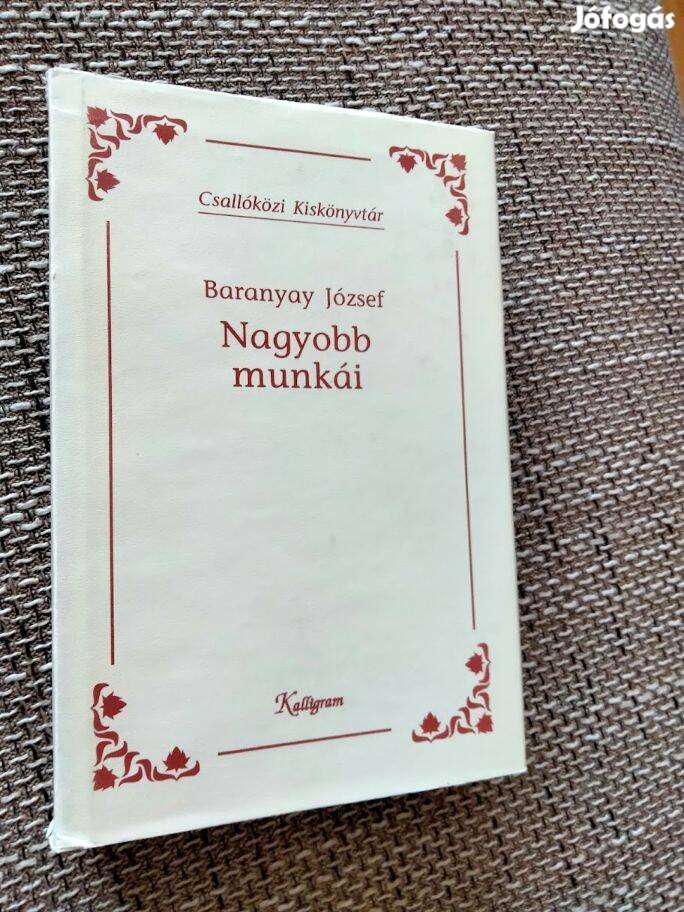 Jófogás
Csallóközi Kiskönyvtár
Baranyay József
Nagyobb
munkái
Kalligram